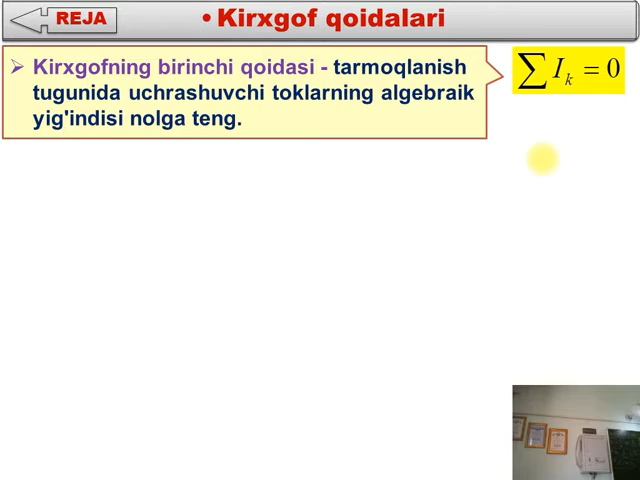 REJA
• Kirxgof qoidalari
➢ Kirxgofning birinchi qoidasi - tarmoqlanish
tugunida uchrashuvchi toklarning algebraik
yig'indisi nolga teng.
∑ I_k = 0